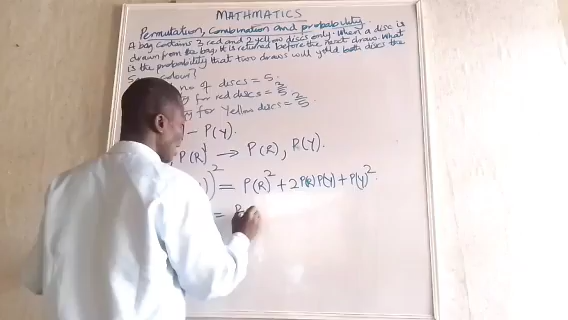 MATHMATICS
Permutation, Combination and probability.
A bag contains 3 red and 2 yellow discs only. When a disc is
drawn from the bag, it is returned before the next draw. What
is the probability that two draws will yield both discs the
colour?
no of discs = 5.
for red discs = 3/5
for Yellow discs = 2/5.
- P(Y).
P(R) → P(R), P(Y).
)² = P(R)² + 2P(R)P(Y) + P(Y)².
=